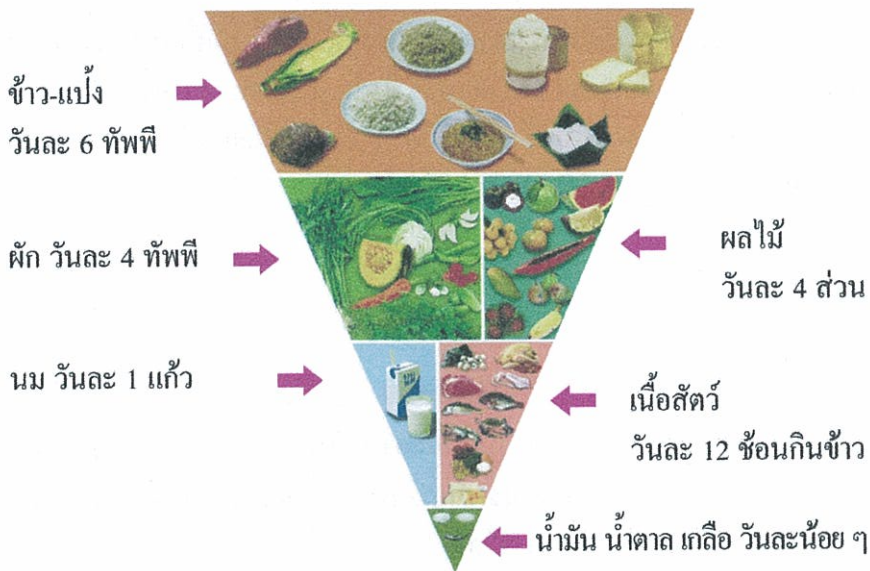 ข้าว-แป้ง
วันละ 6 ทัพพี
ผัก วันละ 4 ทัพพี
ผลไม้
วันละ 4 ส่วน
นม วันละ 1 แก้ว
นม
เนื้อสัตว์
วันละ 12 ช้อนกินข้าว
น้ำมัน น้ำตาล เกลือ วันละน้อย ๆ